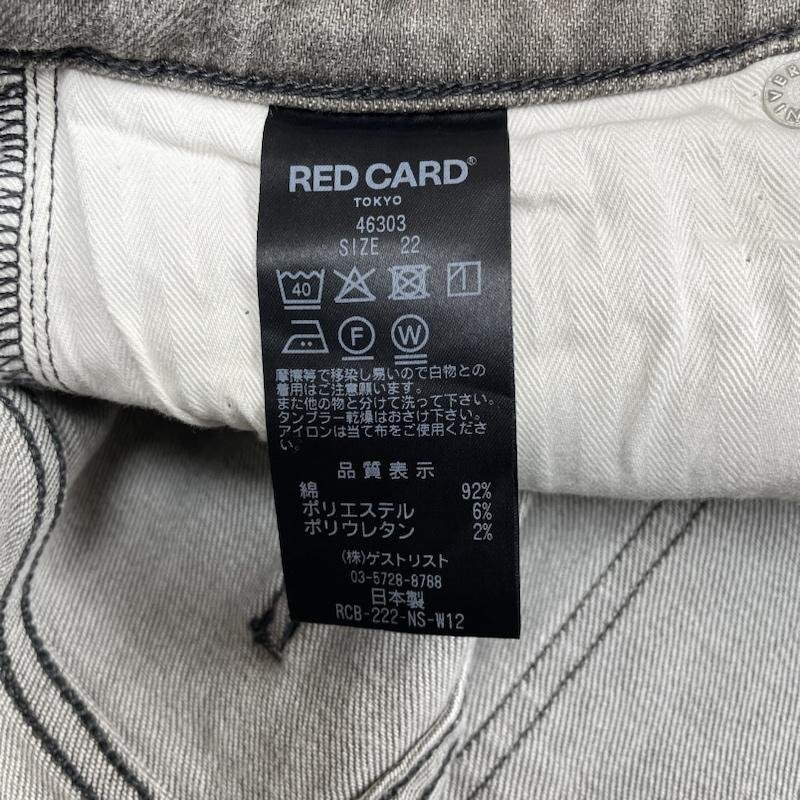 RED CARD®
TOKYO
46303
SIZE 22
40
F W
摩擦等で移染し易いので白物との
着用はご注意願います。
また他の物と分けて洗って下さい。
タンブラー乾燥はおさけ下さい。
アイロンは当て布をご使用くださ
い。
品質表示
綿 92%
ポリエステル 6%
ポリウレタン 2%
(株)ゲストリスト
03-5728-8788
日本製
RCB-222-NS-W12